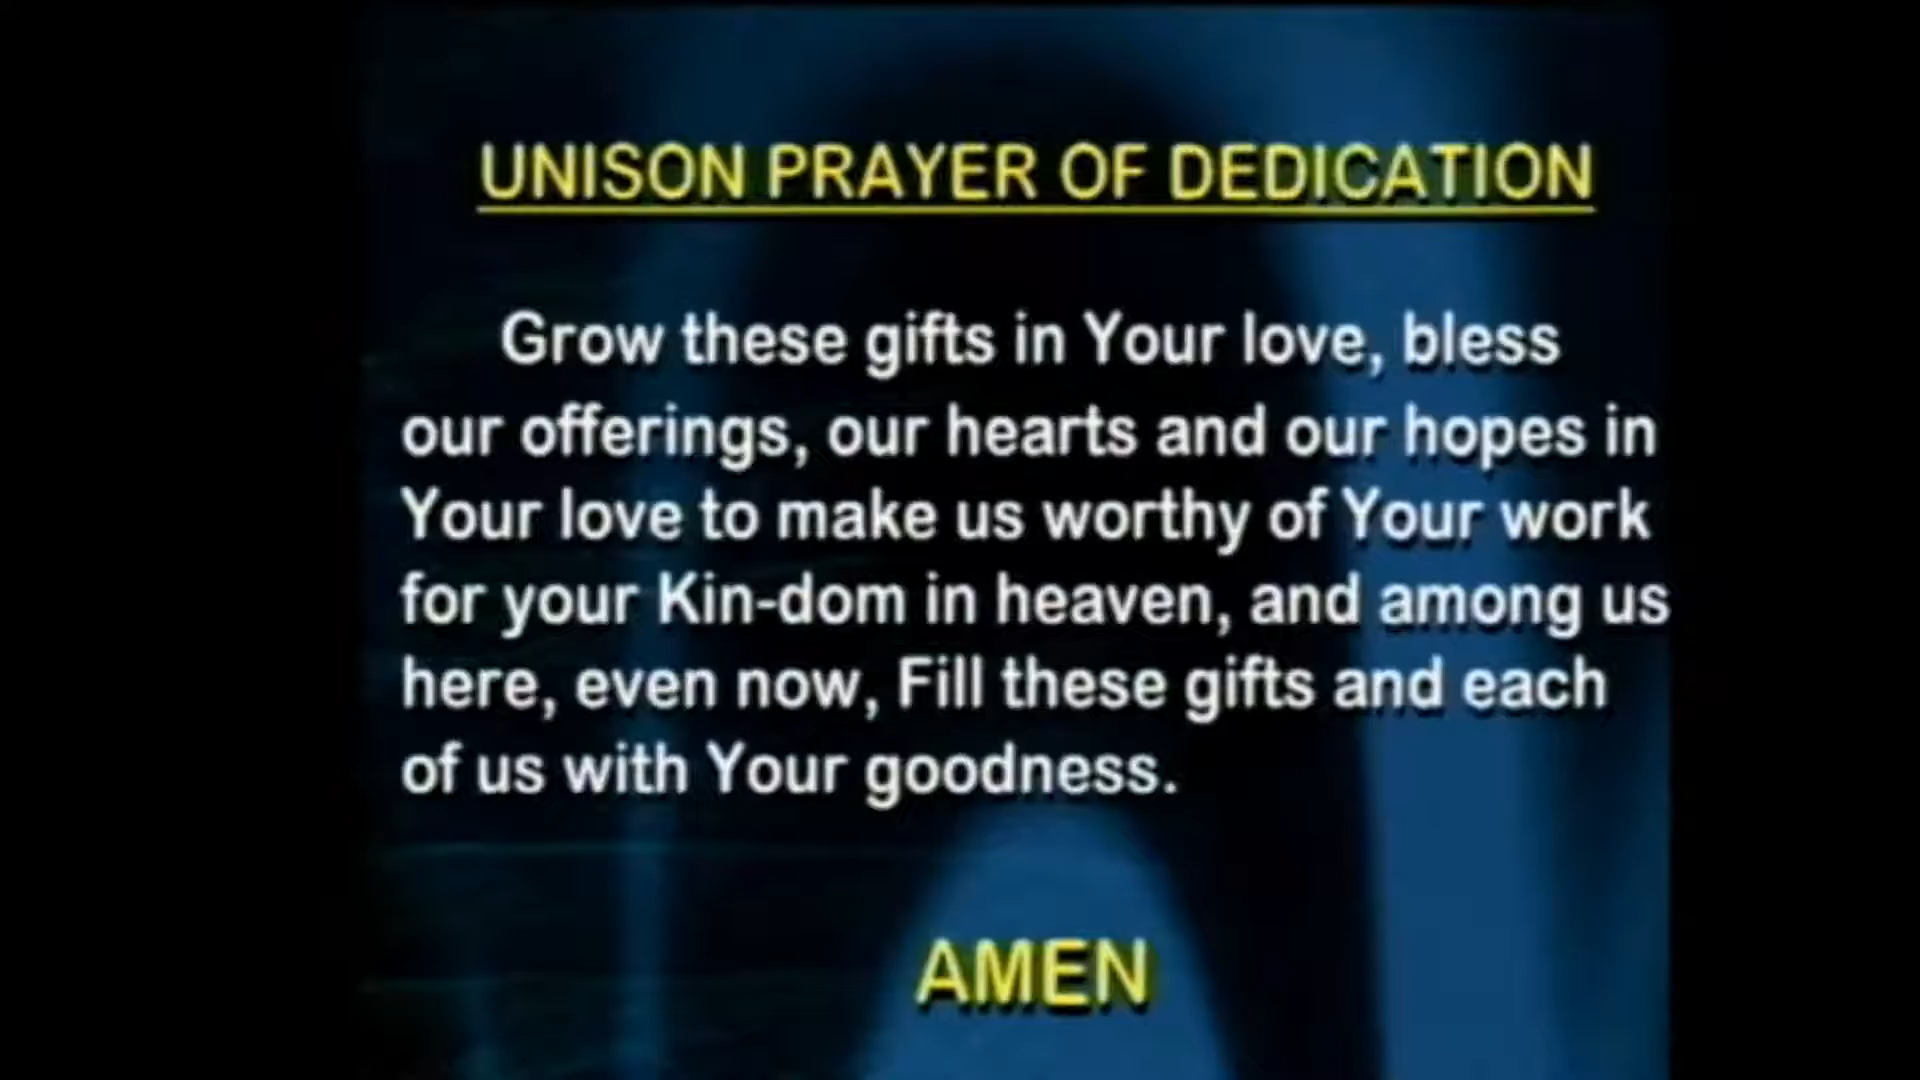 UNISON PRAYER OF DEDICATION
Grow these gifts in Your love, bless
our offerings, our hearts and our hopes in
Your love to make us worthy of Your work
for your Kin-dom in heaven, and among us
here, even now, Fill these gifts and each
of us with Your goodness.
AMEN